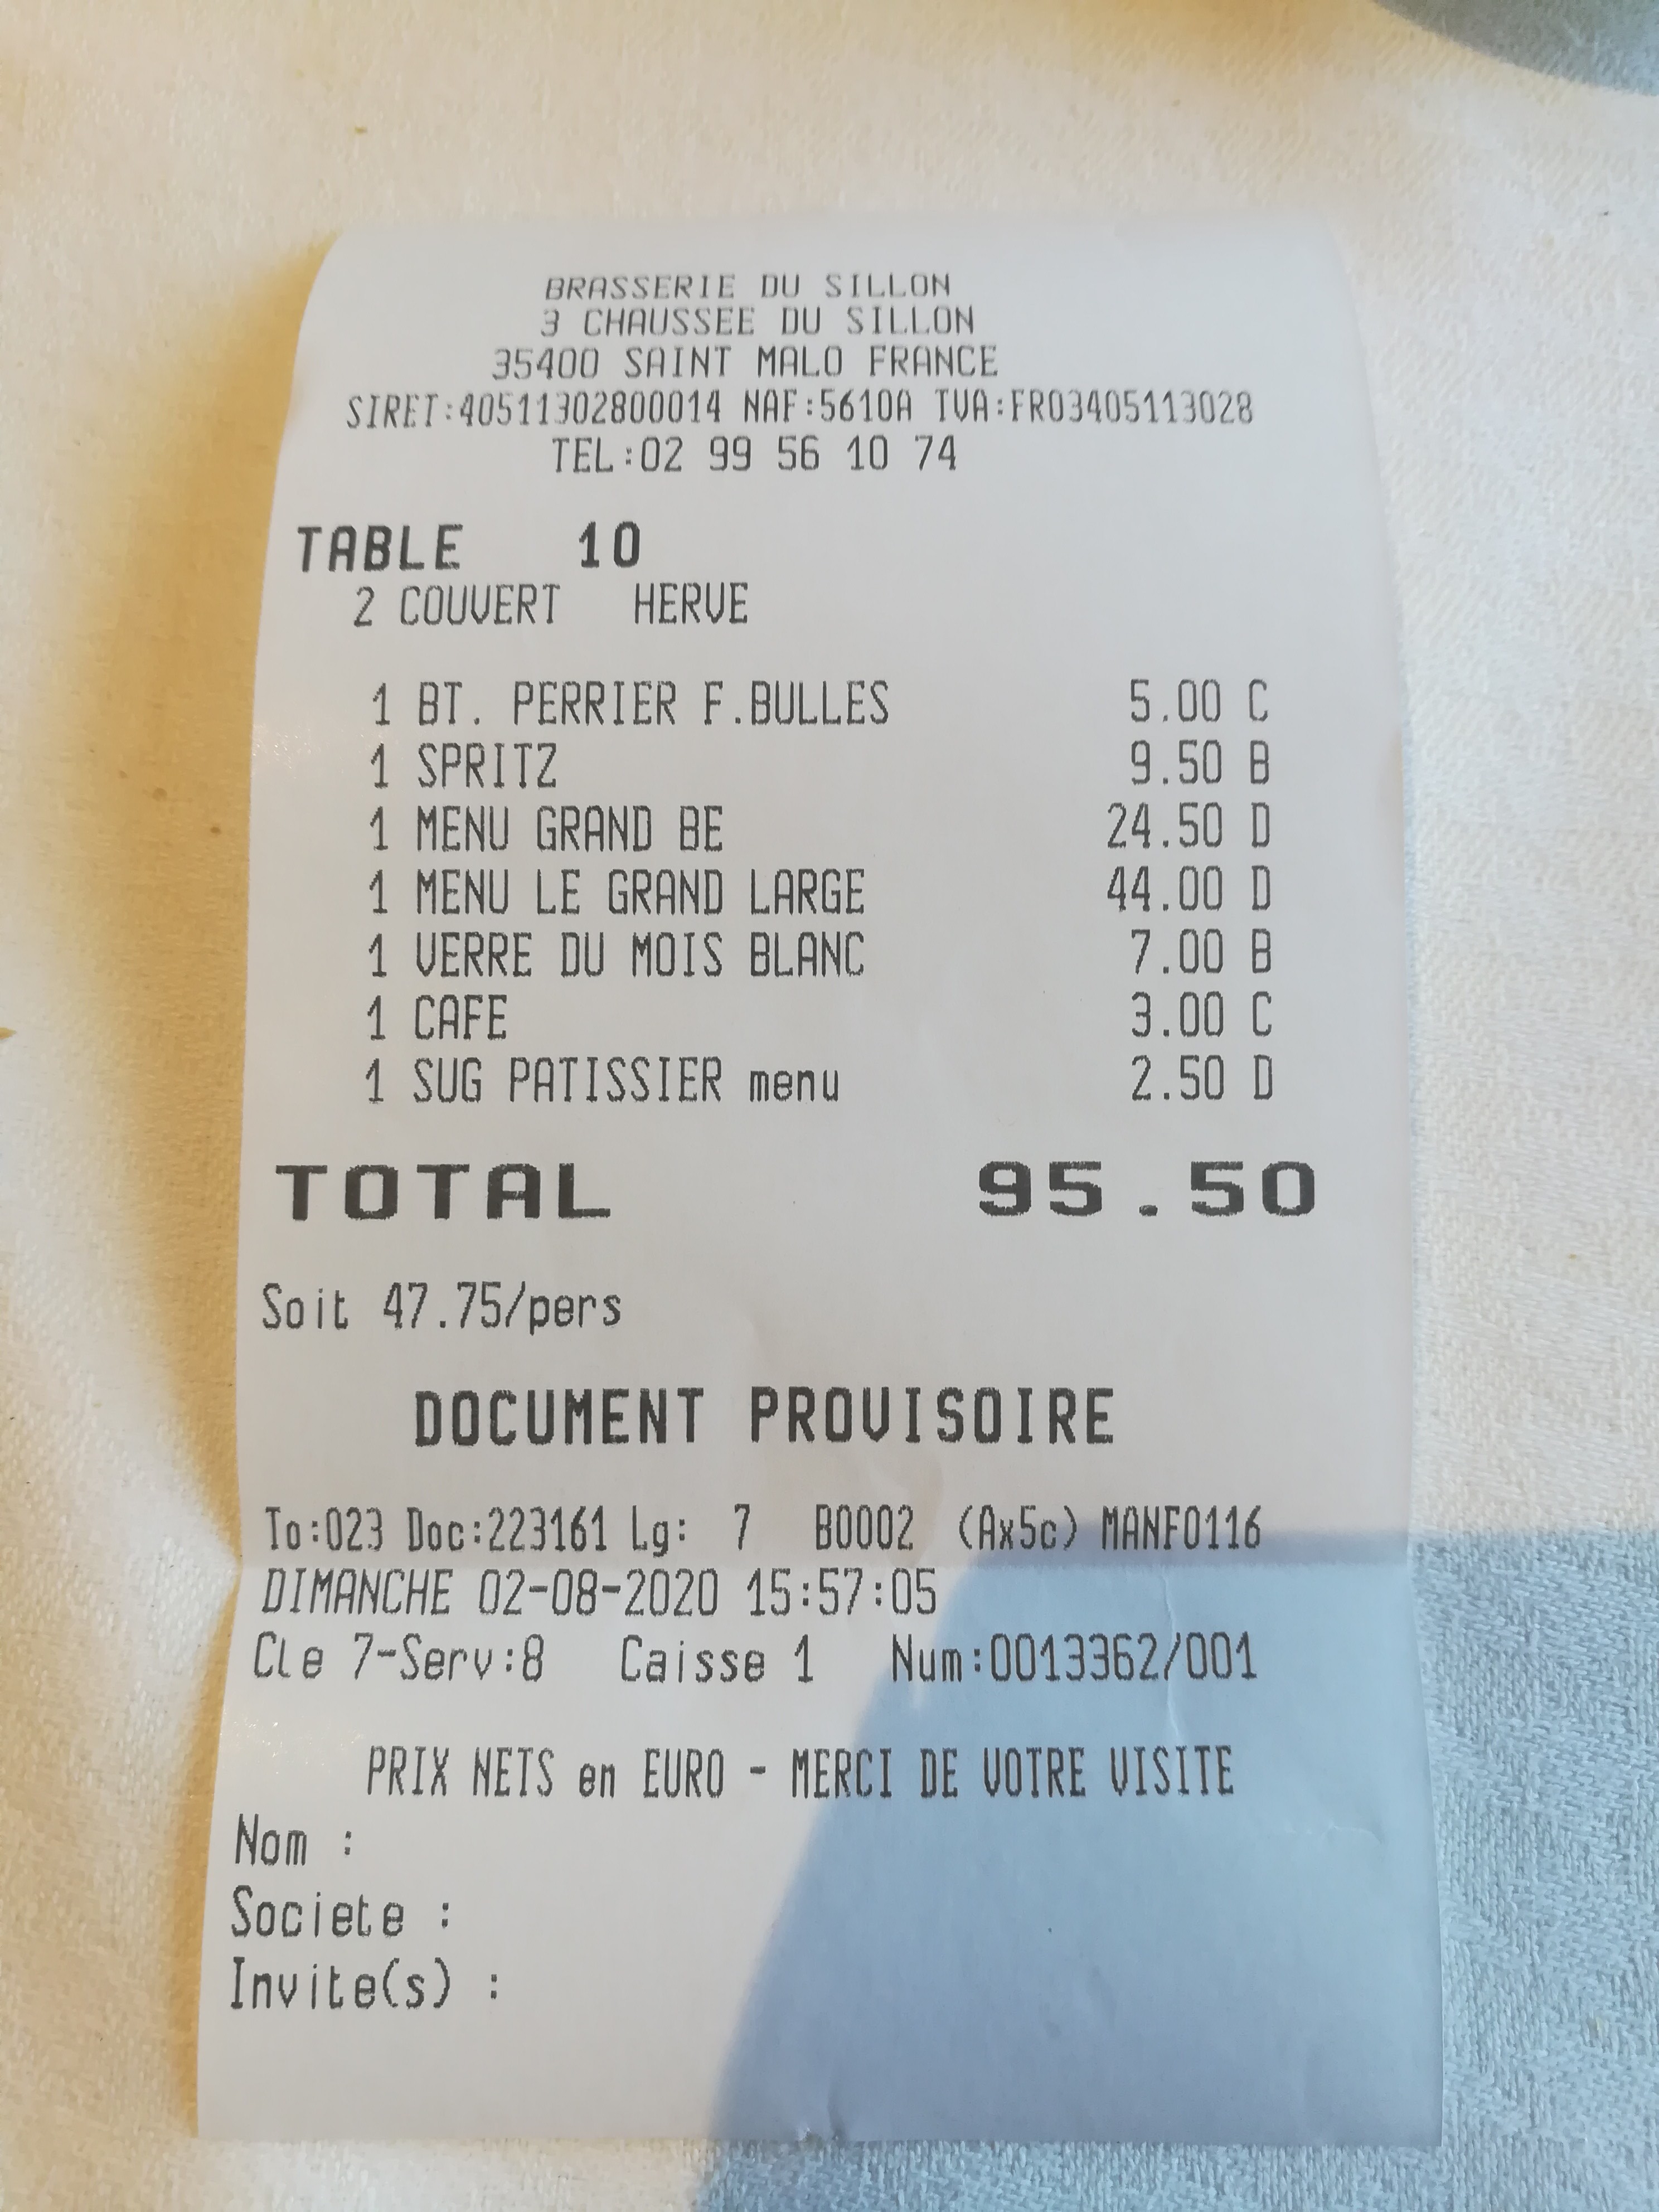 BRASSERIE DU SILLON
3 CHAUSSEE DU SILLON
35400 SAINT MALO FRANCE
SIRET:40511302800014 NAF:5610A TVA:FR03405113028
TEL:02 99 56 10 74
TABLE 10
2 COUVERT HERVE
1 BT. PERRIER F.BULLES 5.00 C
1 SPRITZ 9.50 B
1 MENU GRAND BE 24.50 D
1 MENU LE GRAND LARGE 44.00 D
1 VERRE DU MOIS BLANC 7.00 B
1 CAFE 3.00 C
1 SUG PATISSIER menu 2.50 D
TOTAL 95.50
Soit 47.75/pers
DOCUMENT PROVISOIRE
To:023 Doc:223161 Lg: 7 B0002 (Ax5c) MANF0116
DIMANCHE 02-08-2020 15:57:05
Cle 7-Serv:8 Caisse 1 Num:0013362/001
PRIX NETS en EURO - MERCI DE VOTRE VISITE
Nom :
Societe :
Invite(s) :